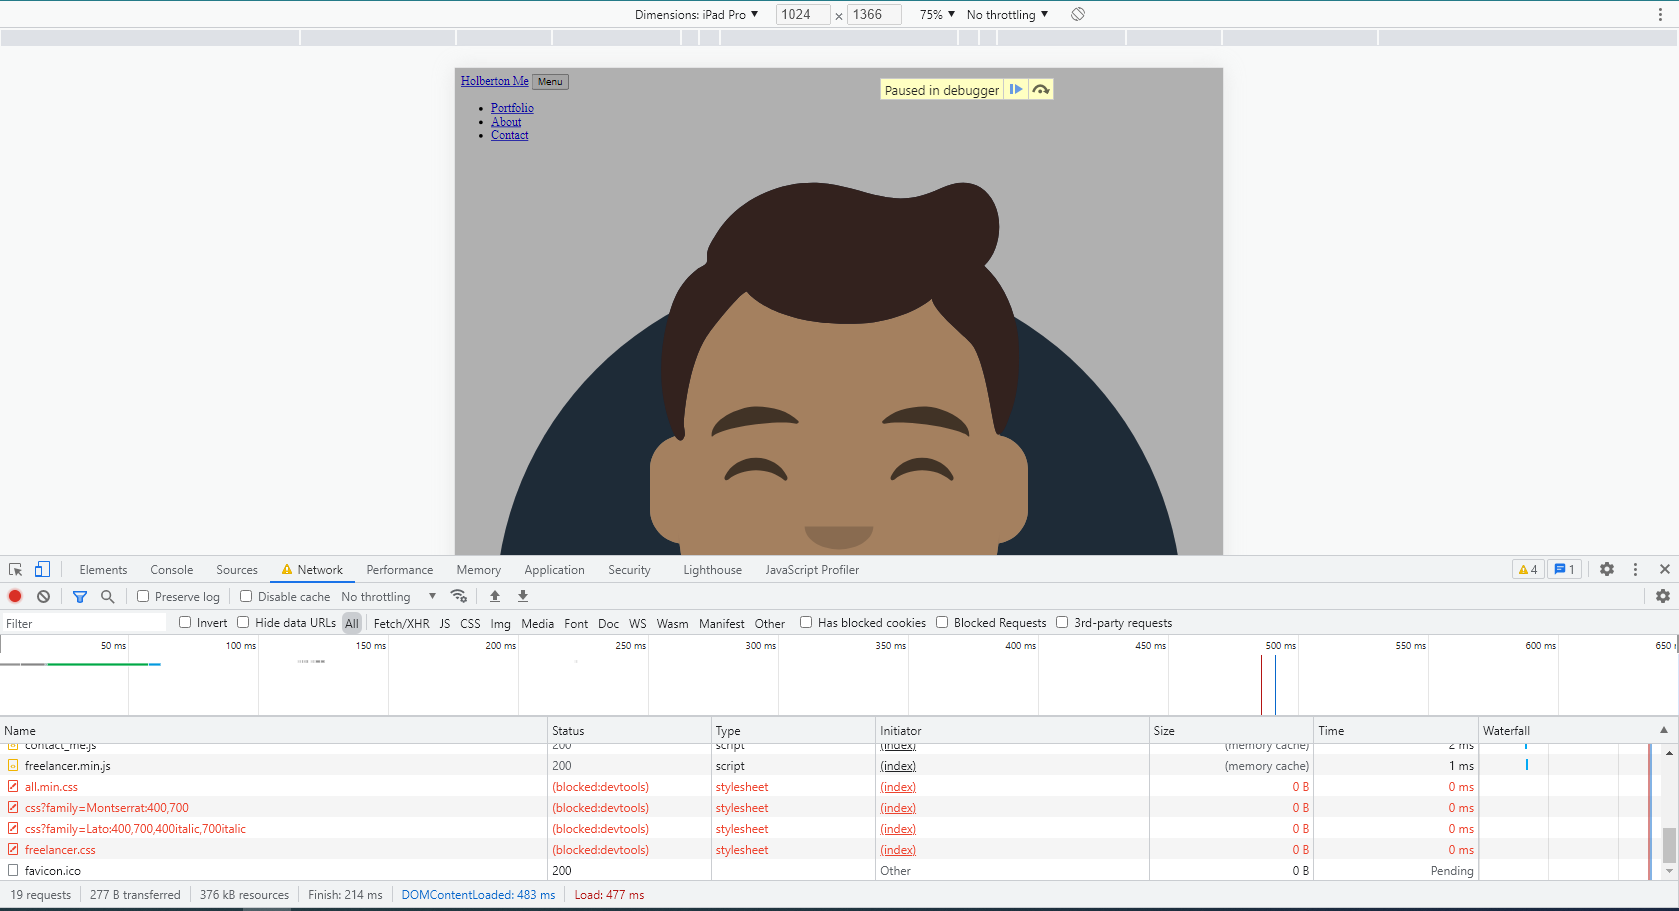 Dimensions: iPad Pro ▼ 1024 × 1366 75% ▼ No throttling ▼
Holberton Me Menu
Paused in debugger
Portfolio
About
Contact
Elements Console Sources Network Performance Memory Application Security Lighthouse JavaScript Profiler 4 1
Preserve log Disable cache No throttling ▼
Filter Invert Hide data URLs All Fetch/XHR JS CSS Img Media Font Doc WS Wasm Manifest Other Has blocked cookies Blocked Requests 3rd-party requests
50 ms 100 ms 150 ms 200 ms 250 ms 300 ms 350 ms 400 ms 450 ms 500 ms 550 ms 600 ms 650
Name Status Type Initiator Size Time Waterfall
contact_me.js 200 script (index) (memory cache) 2 ms
freelancer.min.js 200 script (index) (memory cache) 1 ms
all.min.css (blocked:devtools) stylesheet (index) 0 B 0 ms
css?family=Montserrat:400,700 (blocked:devtools) stylesheet (index) 0 B 0 ms
css?family=Lato:400,700,400italic,700italic (blocked:devtools) stylesheet (index) 0 B 0 ms
freelancer.css (blocked:devtools) stylesheet (index) 0 B 0 ms
favicon.ico 200 Other 0 B Pending
19 requests 277 B transferred 376 kB resources Finish: 214 ms DOMContentLoaded: 483 ms Load: 477 ms